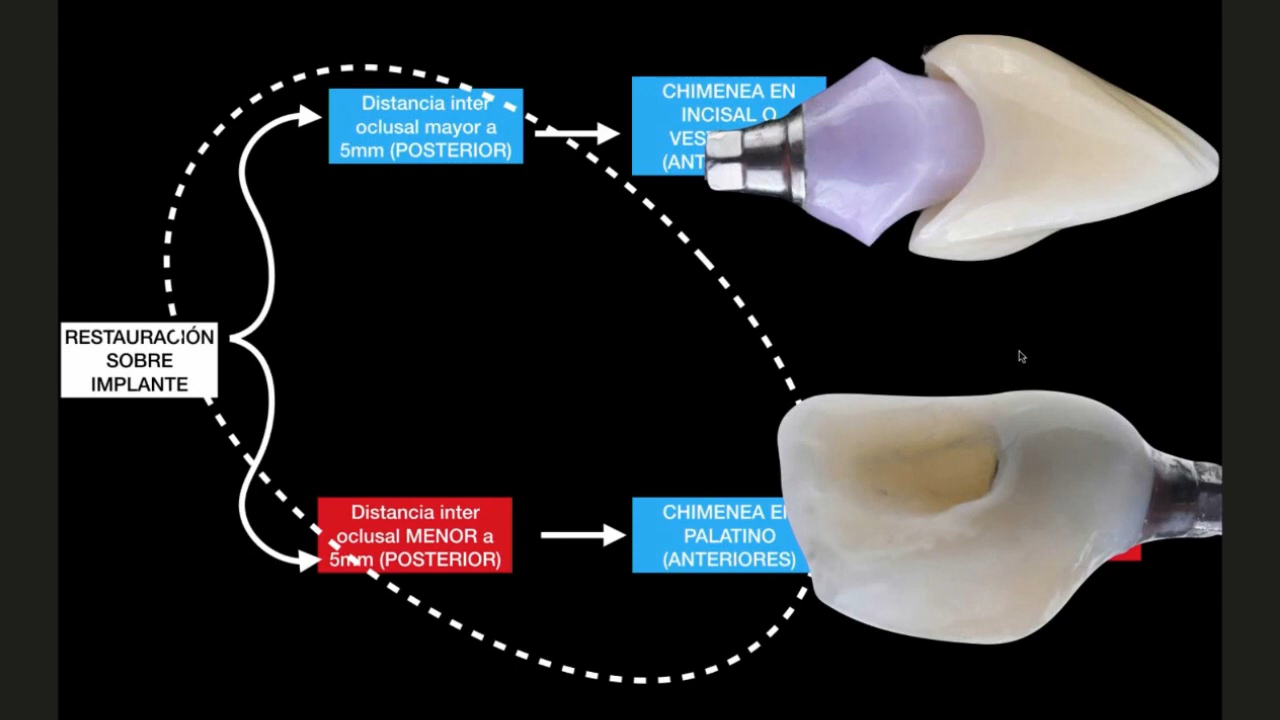 Distancia inter
oclusal mayor a
5mm (POSTERIOR)
CHIMENEA EN
INCISAL O
RESTAURACIÓN
SOBRE
IMPLANTE
Distancia inter
oclusal MENOR a
5mm (POSTERIOR)
CHIMENEA
PALATINO
(ANTERIORES)